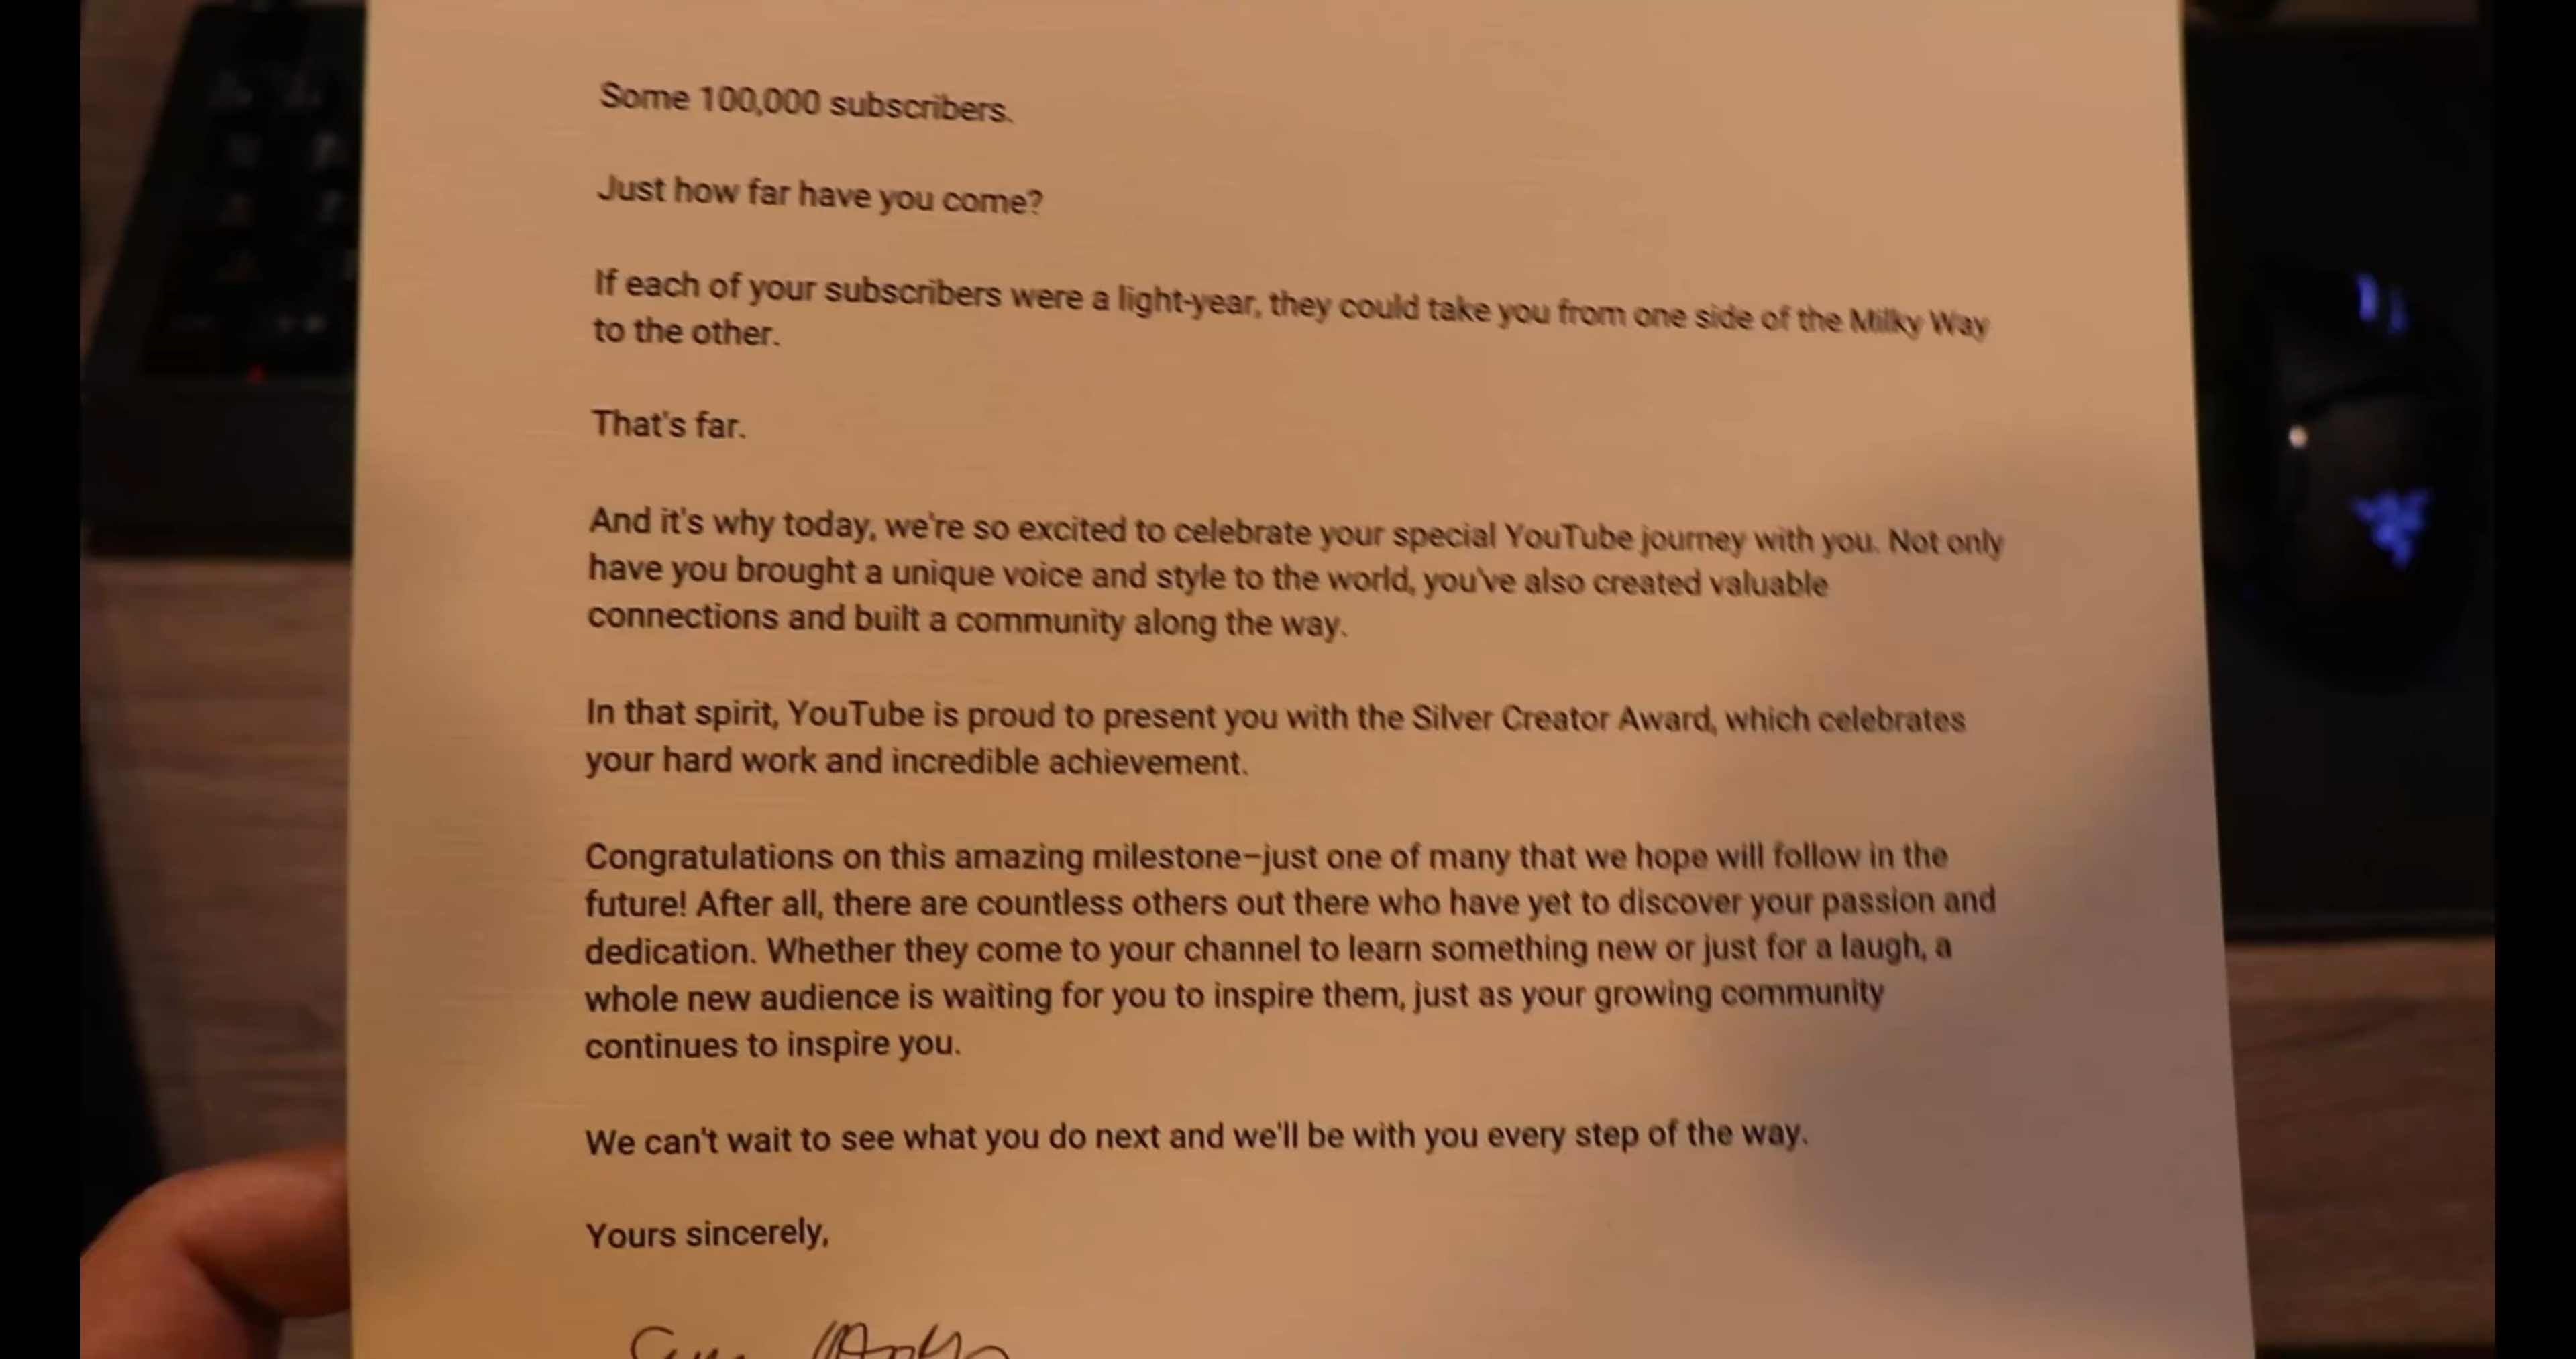 Some 100,000 subscribers.
Just how far have you come?
If each of your subscribers were a light-year, they could take you from one side of the Milky Way
to the other.
That's far.
And it's why today, we're so excited to celebrate your special YouTube journey with you. Not only
have you brought a unique voice and style to the world, you've also created valuable
connections and built a community along the way.
In that spirit, YouTube is proud to present you with the Silver Creator Award, which celebrates
your hard work and incredible achievement.
Congratulations on this amazing milestone–just one of many that we hope will follow in the
future! After all, there are countless others out there who have yet to discover your passion and
dedication. Whether they come to your channel to learn something new or just for a laugh, a
whole new audience is waiting for you to inspire them, just as your growing community
continues to inspire you.
We can't wait to see what you do next and we'll be with you every step of the way.
Yours sincerely,